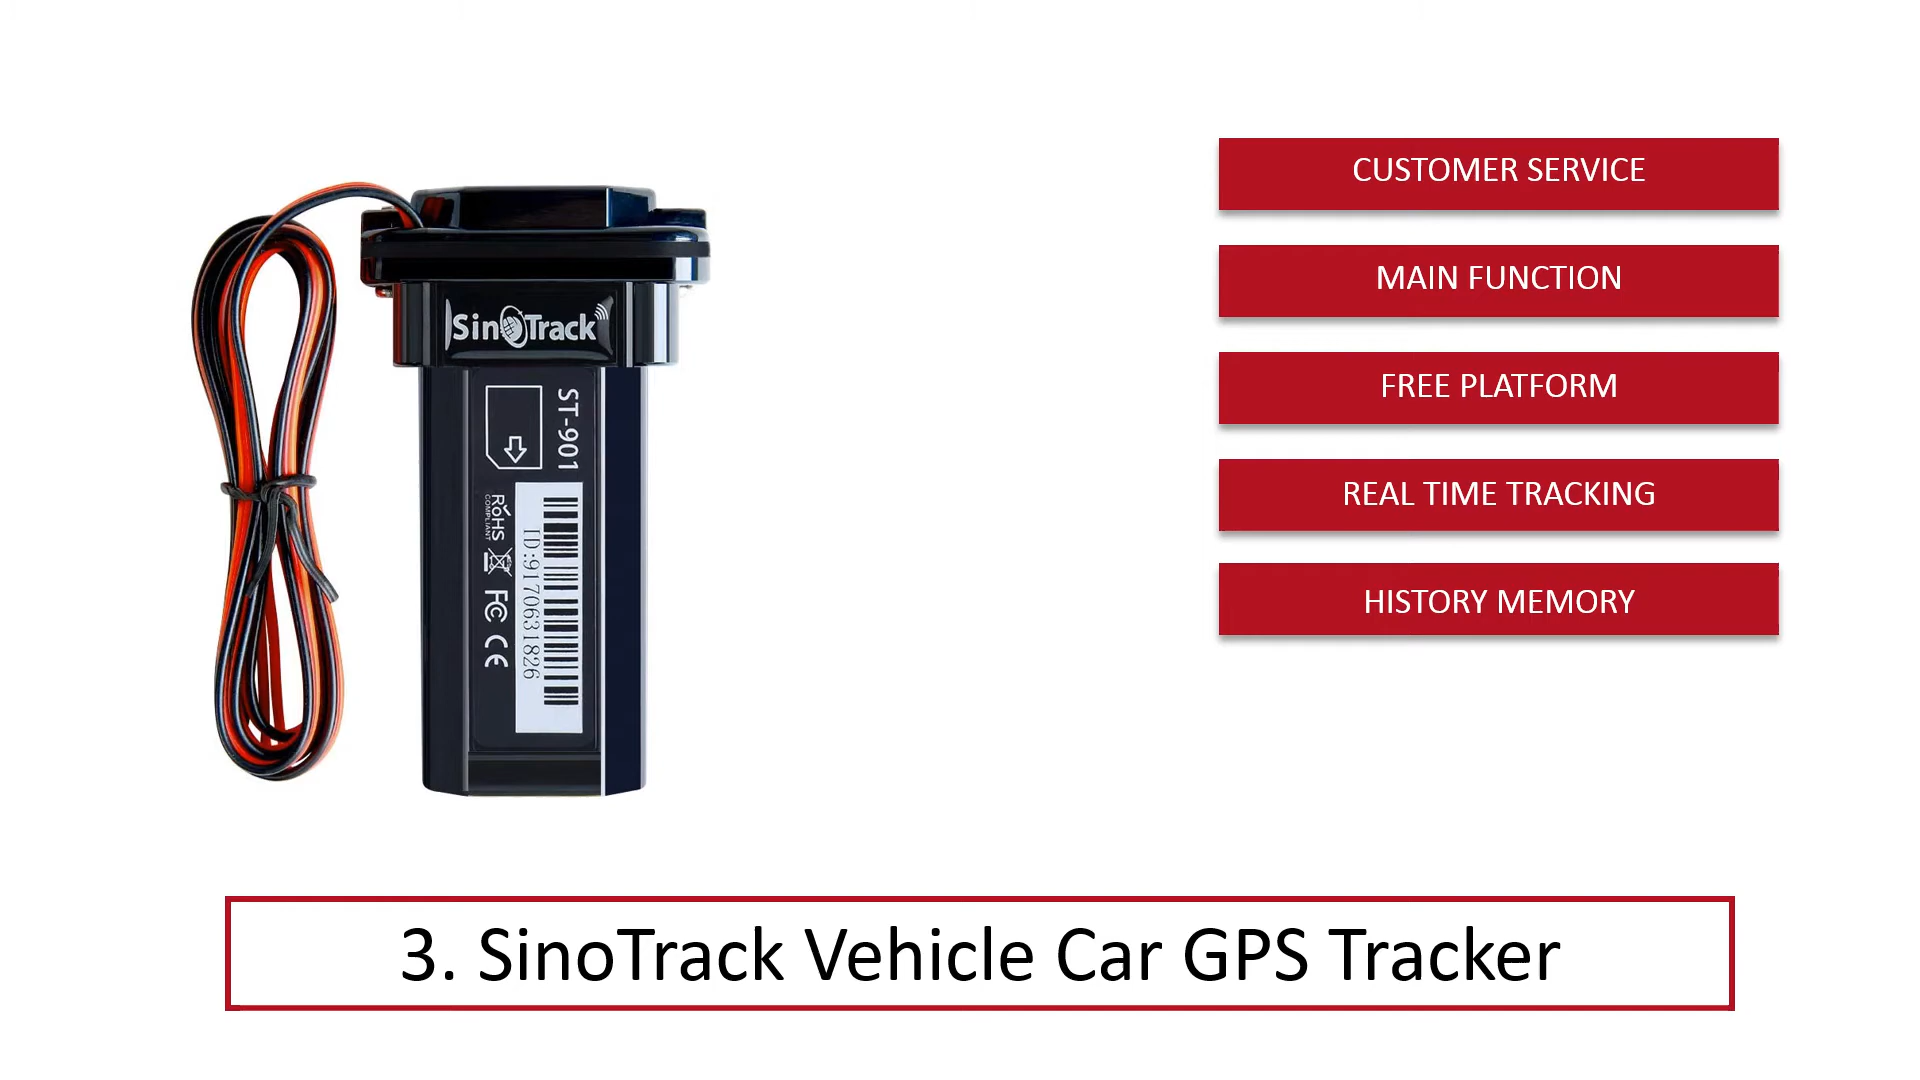 CUSTOMER SERVICE
MAIN FUNCTION
FREE PLATFORM
REAL TIME TRACKING
HISTORY MEMORY
SinoTrack
ST-901
RoHS
COMPLIANT
FC CE
ID:9170631826
3. SinoTrack Vehicle Car GPS Tracker